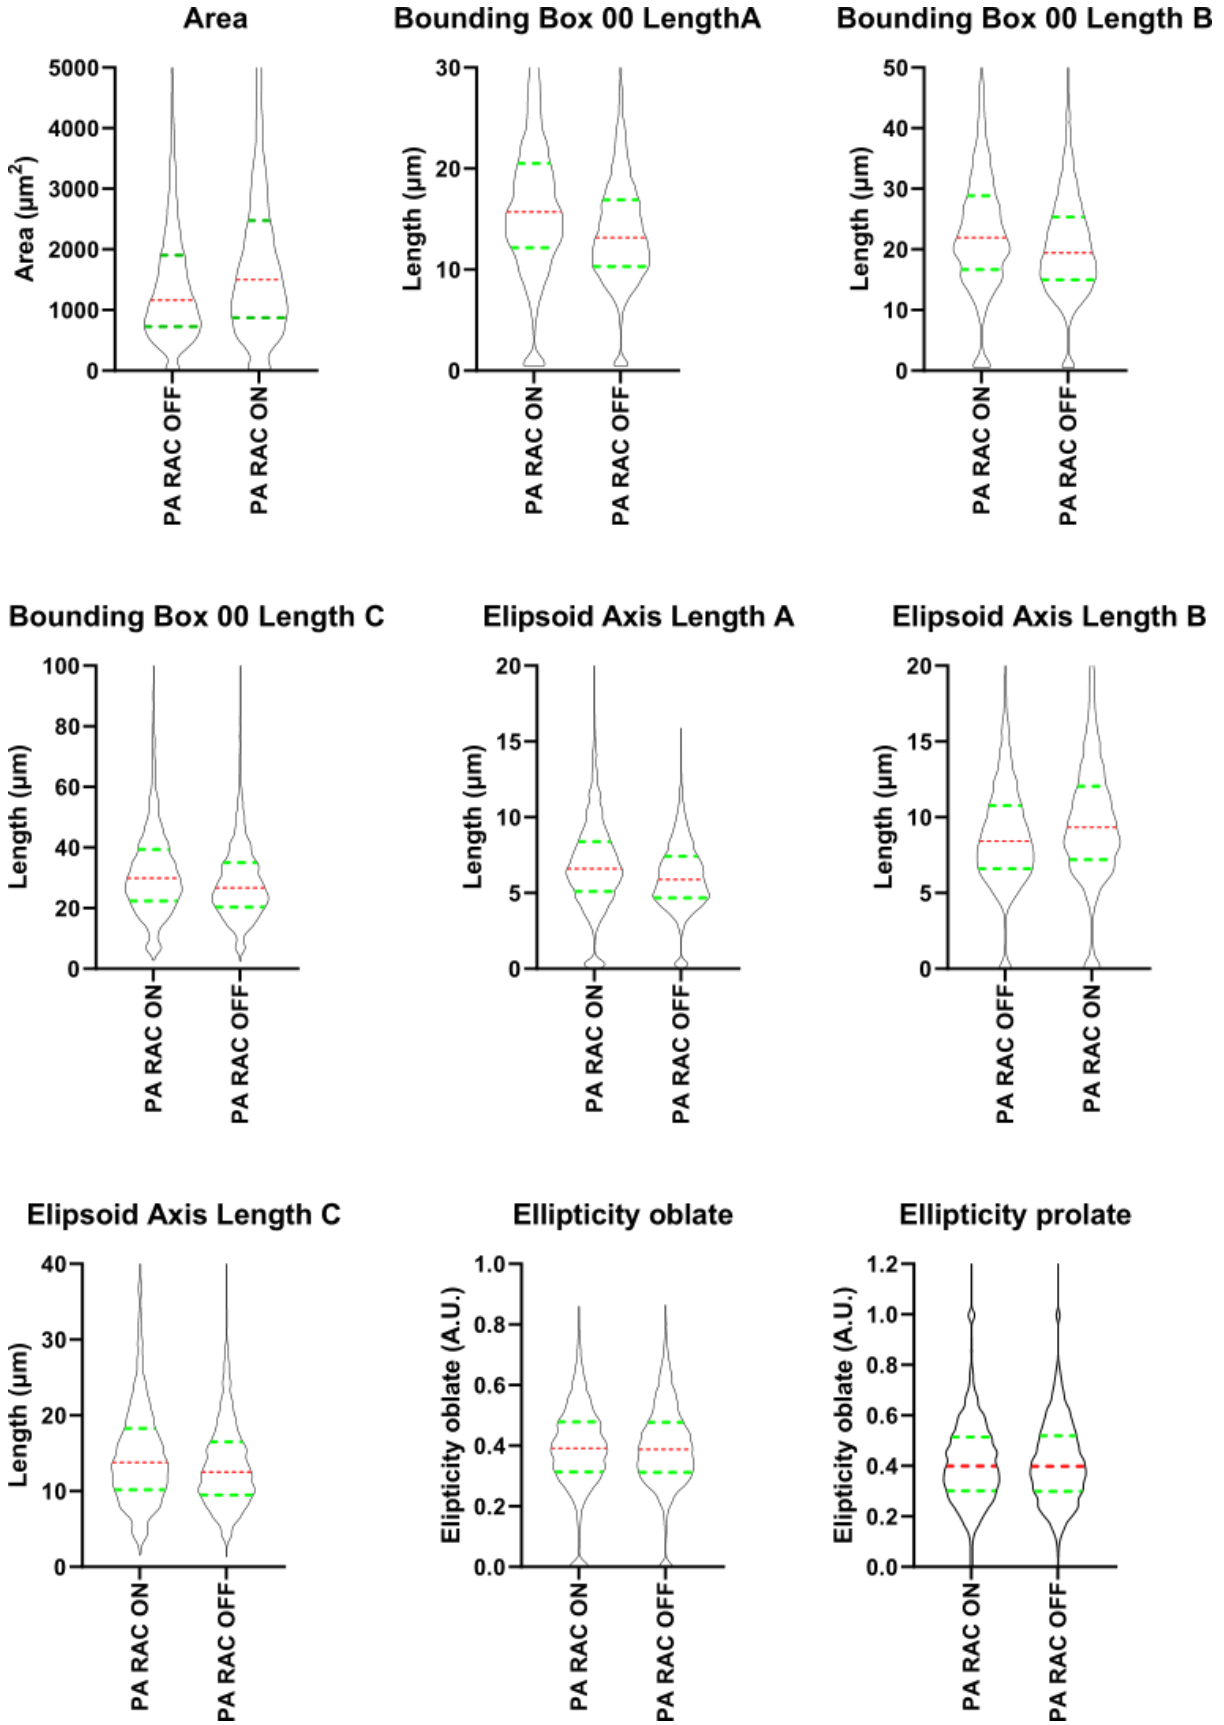 Area
Bounding Box 00 LengthA
Bounding Box 00 Length B
5000
4000
3000
2000
1000
0
Area (µm²)
PA RAC OFF
PA RAC ON
30
20
10
0
Length (µm)
PA RAC ON
PA RAC OFF
50
40
30
20
10
0
Length (µm)
PA RAC ON
PA RAC OFF
Bounding Box 00 Length C
Elipsoid Axis Length A
Elipsoid Axis Length B
100
80
60
40
20
0
Length (µm)
PA RAC ON
PA RAC OFF
20
15
10
5
0
Length (µm)
PA RAC ON
PA RAC OFF
20
15
10
5
0
Length (µm)
PA RAC OFF
PA RAC ON
Elipsoid Axis Length C
Ellipticity oblate
Ellipticity prolate
40
30
20
10
0
Length (µm)
PA RAC ON
PA RAC OFF
1.0
0.8
0.6
0.4
0.2
0.0
Elipticity oblate (A.U.)
PA RAC ON
PA RAC OFF
1.2
1.0
0.8
0.6
0.4
0.2
0.0
Elipticity oblate (A.U.)
PA RAC ON
PA RAC OFF